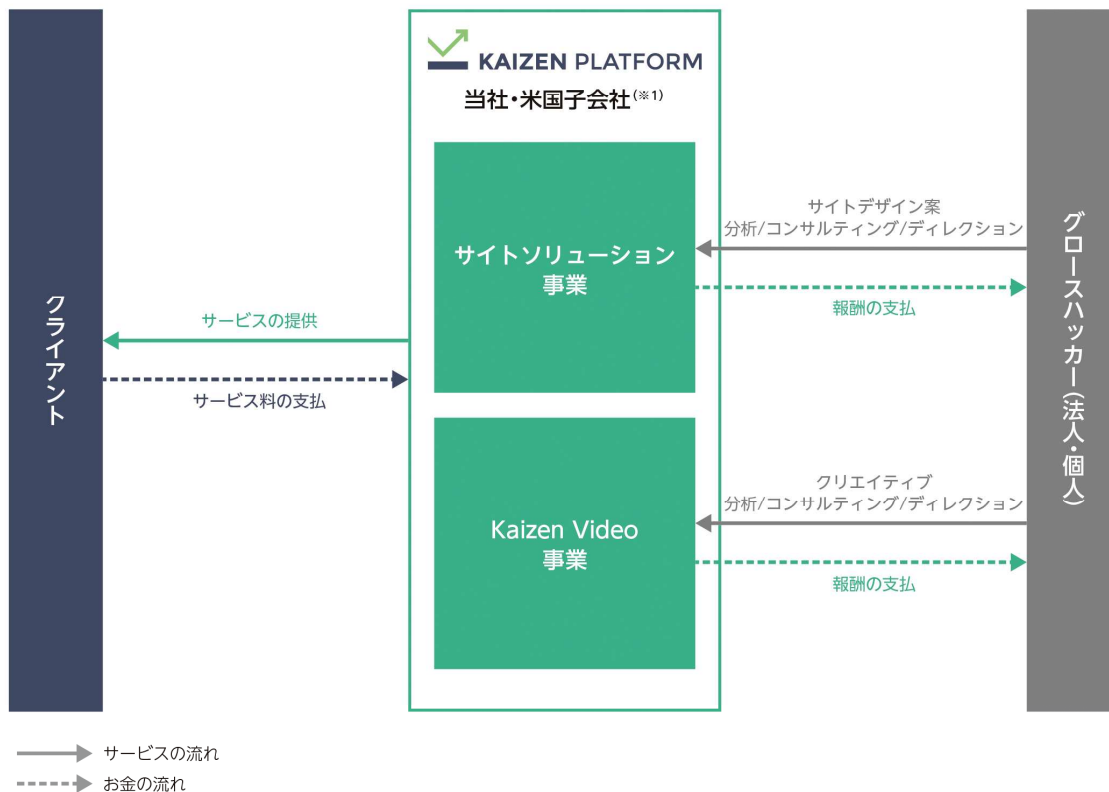 KAIZEN PLATFORM
当社・米国子会社(※1)
クライアント
サービスの提供
サービス料の支払
サイトソリューション
事業
Kaizen Video
事業
サイトデザイン案
分析/コンサルティング/ディレクション
報酬の支払
クリエイティブ
分析/コンサルティング/ディレクション
報酬の支払
グロースハッカー(法人・個人)
サービスの流れ
お金の流れ